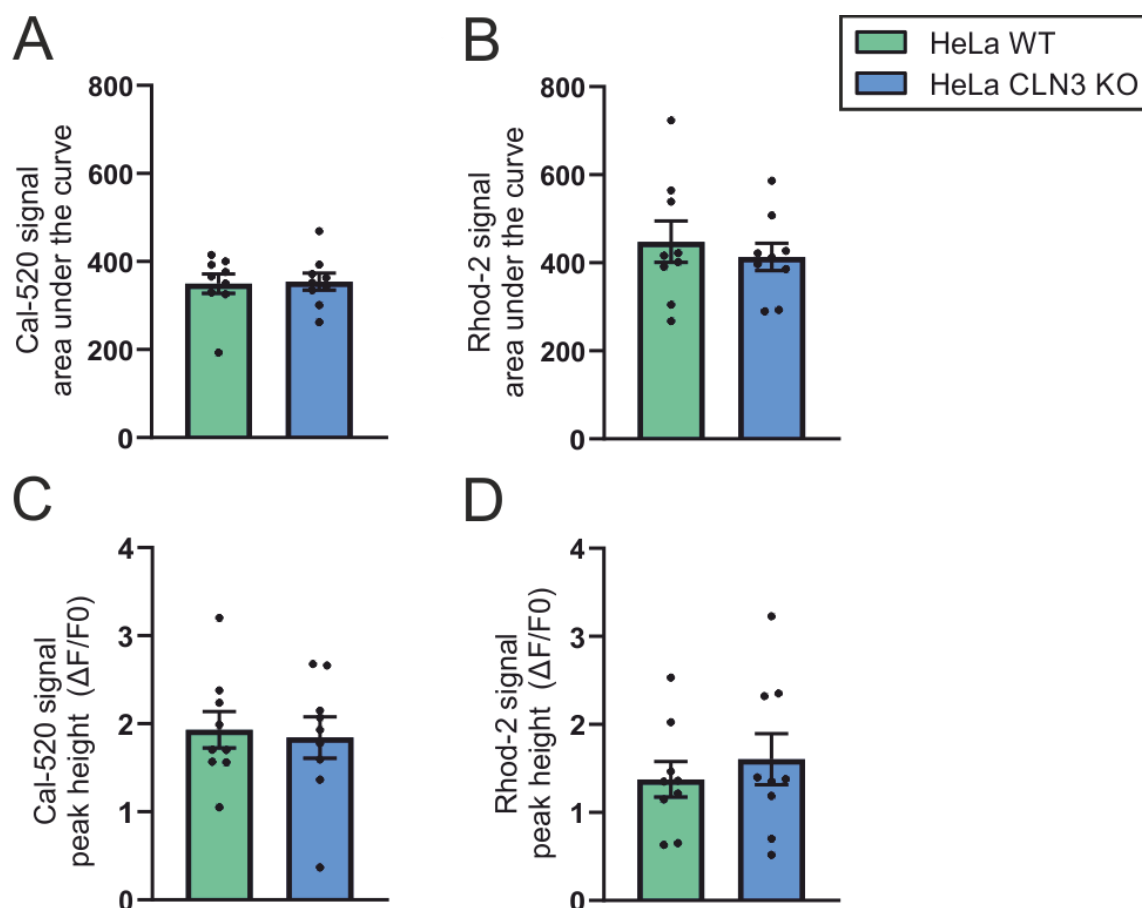 A
Cal-520 signal
area under the curve
800
600
400
200
0
B
Rhod-2 signal
area under the curve
800
600
400
200
0
HeLa WT
HeLa CLN3 KO
C
Cal-520 signal
peak height (ΔF/F0)
4
3
2
1
0
D
Rhod-2 signal
peak height (ΔF/F0)
4
3
2
1
0